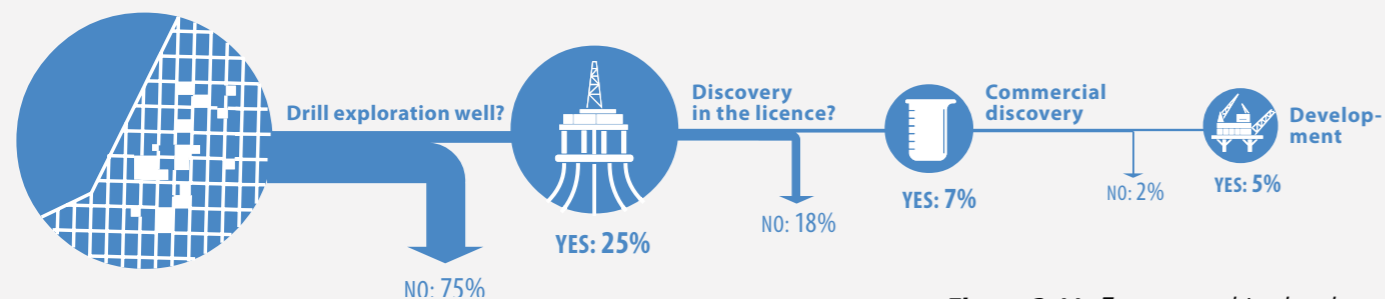 Drill exploration well?
NO: 75%
YES: 25%
Discovery
in the licence?
NO: 18%
YES: 7%
Commercial
discovery
NO: 2%
YES: 5%
Develop-
ment